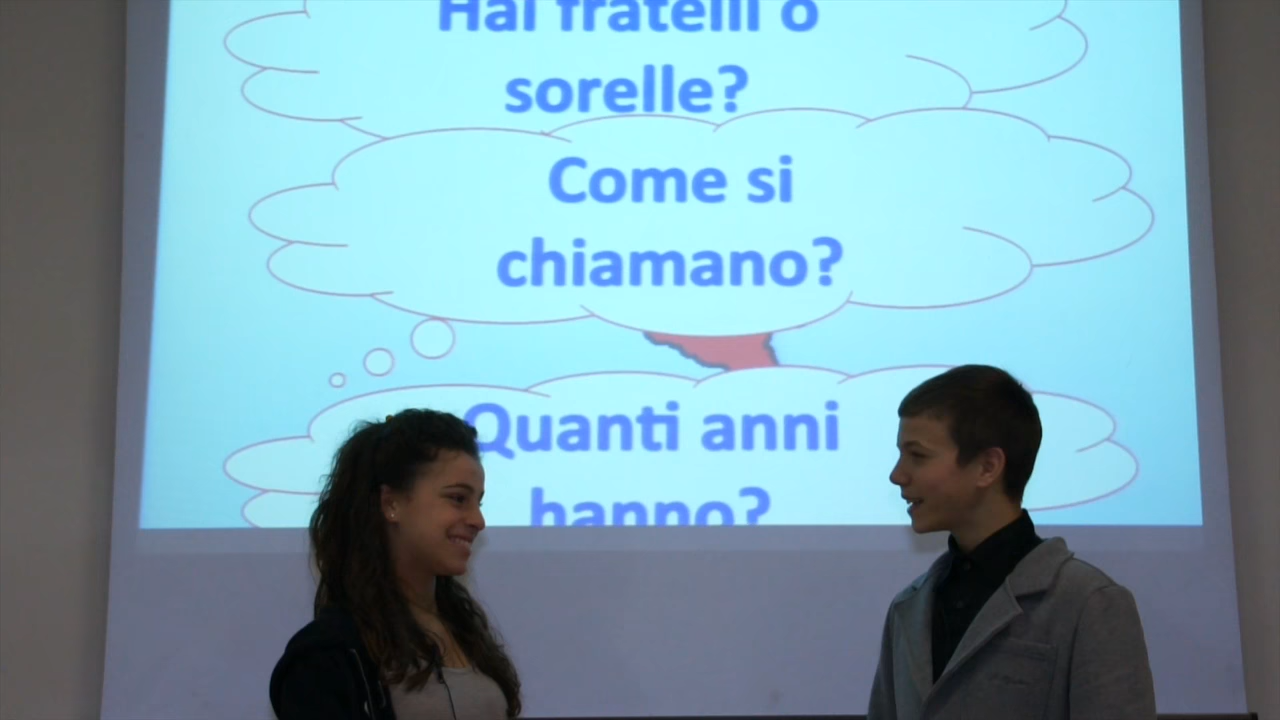 Hai fratelli o
sorelle?
Come si
chiamano?
Quanti anni
hanno?